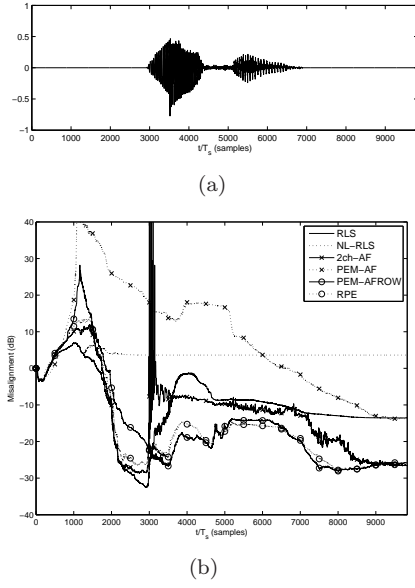 1
0.5
0
−0.5
−1
0 1000 2000 3000 4000 5000 6000 7000 8000 9000
t/Ts (samples)
(a)
40
30
20
10
0
−10
−20
−30
−40
Misalignment (dB)
RLS
NL−RLS
2ch−AF
PEM−AF
PEM−AFROW
RPE
0 1000 2000 3000 4000 5000 6000 7000 8000 9000
t/Ts (samples)
(b)